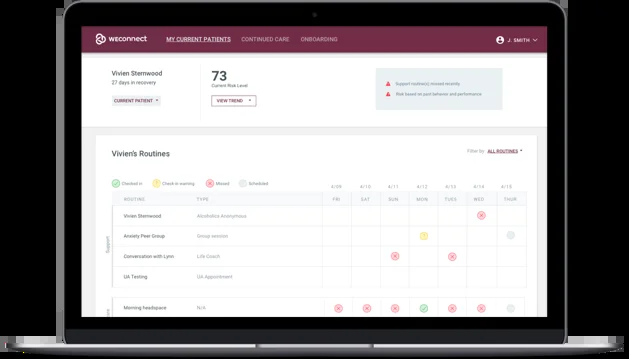 weconnect
MY CURRENT PATIENTS CONTINUED CARE ONBOARDING
J. SMITH
Vivien Sternwood
27 days in recovery
CURRENT PATIENT
73
Current Risk Level
VIEW TREND
Support routine(s) missed recently
Risk based on past behavior and performance
Vivien's Routines
Filter by: ALL ROUTINES
Checked in Check-in warning Missed Scheduled
4/09 4/10 4/11 4/12 4/13 4/14 4/15
ROUTINE TYPE FRI SAT SUN MON TUES WED THUR
Support
Vivien Sternwood Alcoholics Anonymous
Anxiety Peer Group Group session
Conversation with Lynn Life Coach
UA Testing UA Appointment
Morning headspace N/A